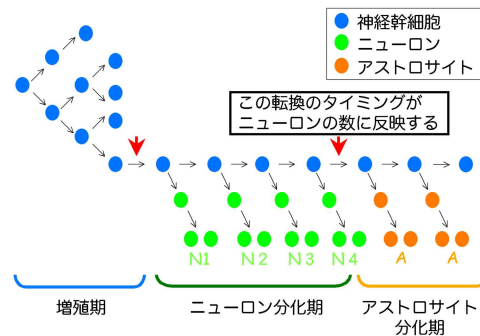 神経幹細胞
ニューロン
アストロサイト
この転換のタイミングが
ニューロンの数に反映する
N1
N2
N3
N4
A
A
増殖期
ニューロン分化期
アストロサイト
分化期